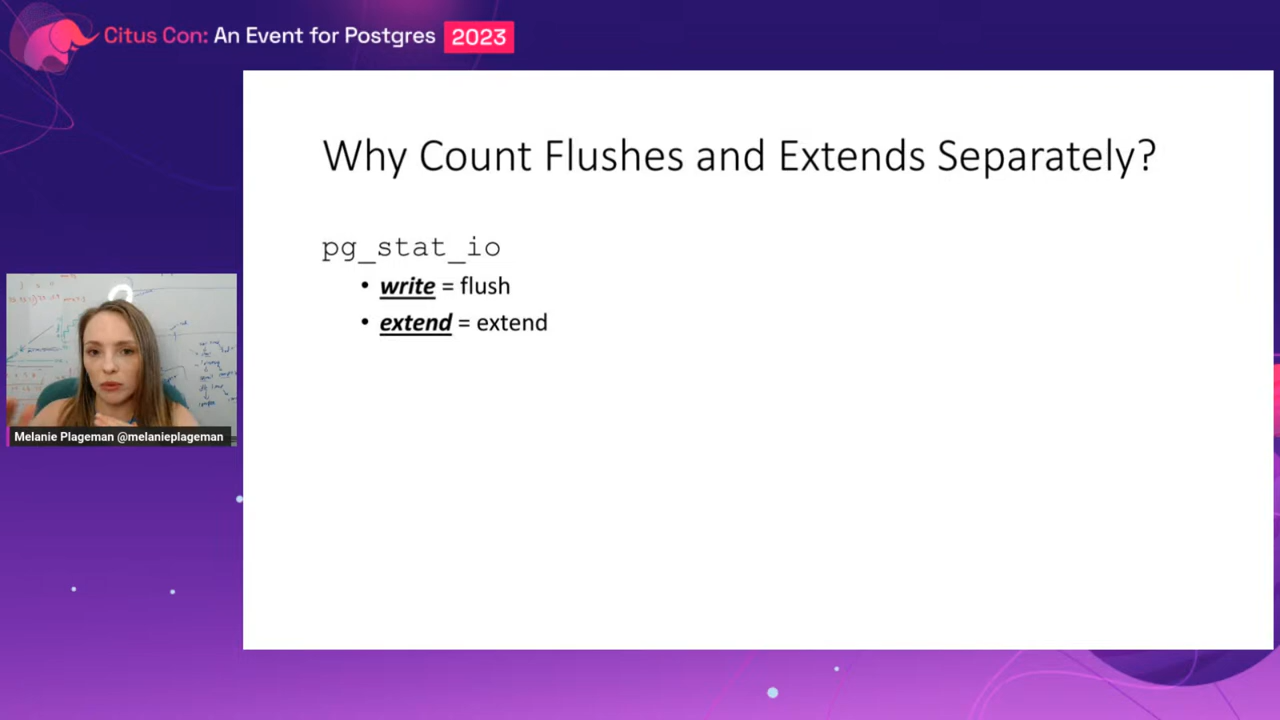 Citus Con: An Event for Postgres 2023
Why Count Flushes and Extends Separately?
pg_stat_io
• write = flush
• extend = extend
Melanie Plageman @melanieplageman